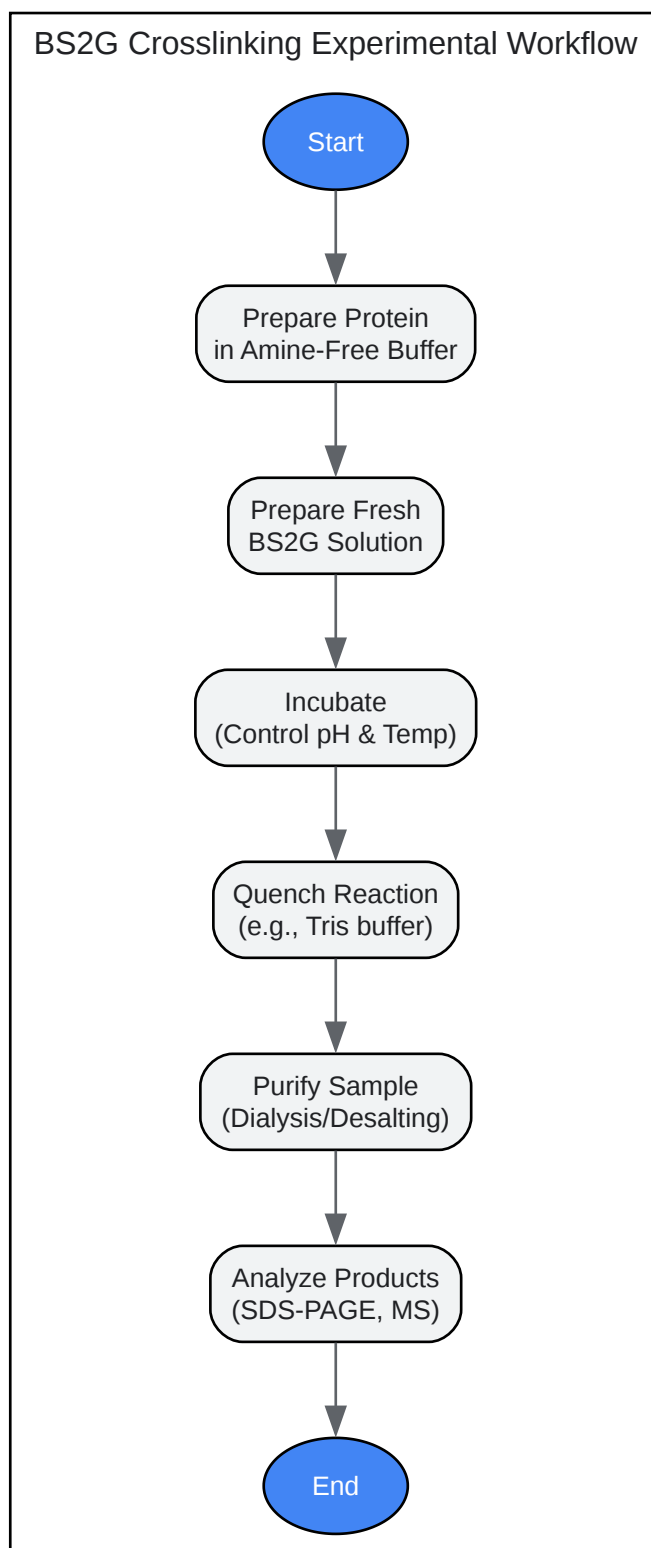 BS2G Crosslinking Experimental Workflow
Start
Prepare Protein
in Amine-Free Buffer
Prepare Fresh
BS2G Solution
Incubate
(Control pH & Temp)
Quench Reaction
(e.g., Tris buffer)
Purify Sample
(Dialysis/Desalting)
Analyze Products
(SDS-PAGE, MS)
End